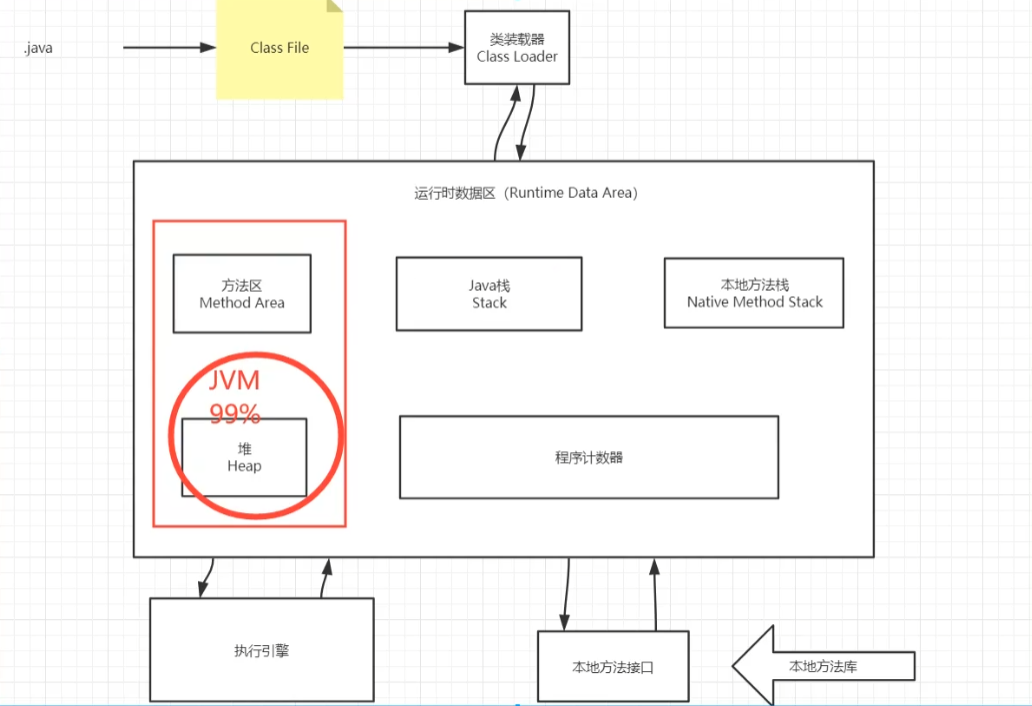 .java
Class File
类装载器
Class Loader
运行时数据区（Runtime Data Area）
方法区
Method Area
Java栈
Stack
本地方法栈
Native Method Stack
JVM
99%
堆
Heap
程序计数器
执行引擎
本地方法接口
本地方法库